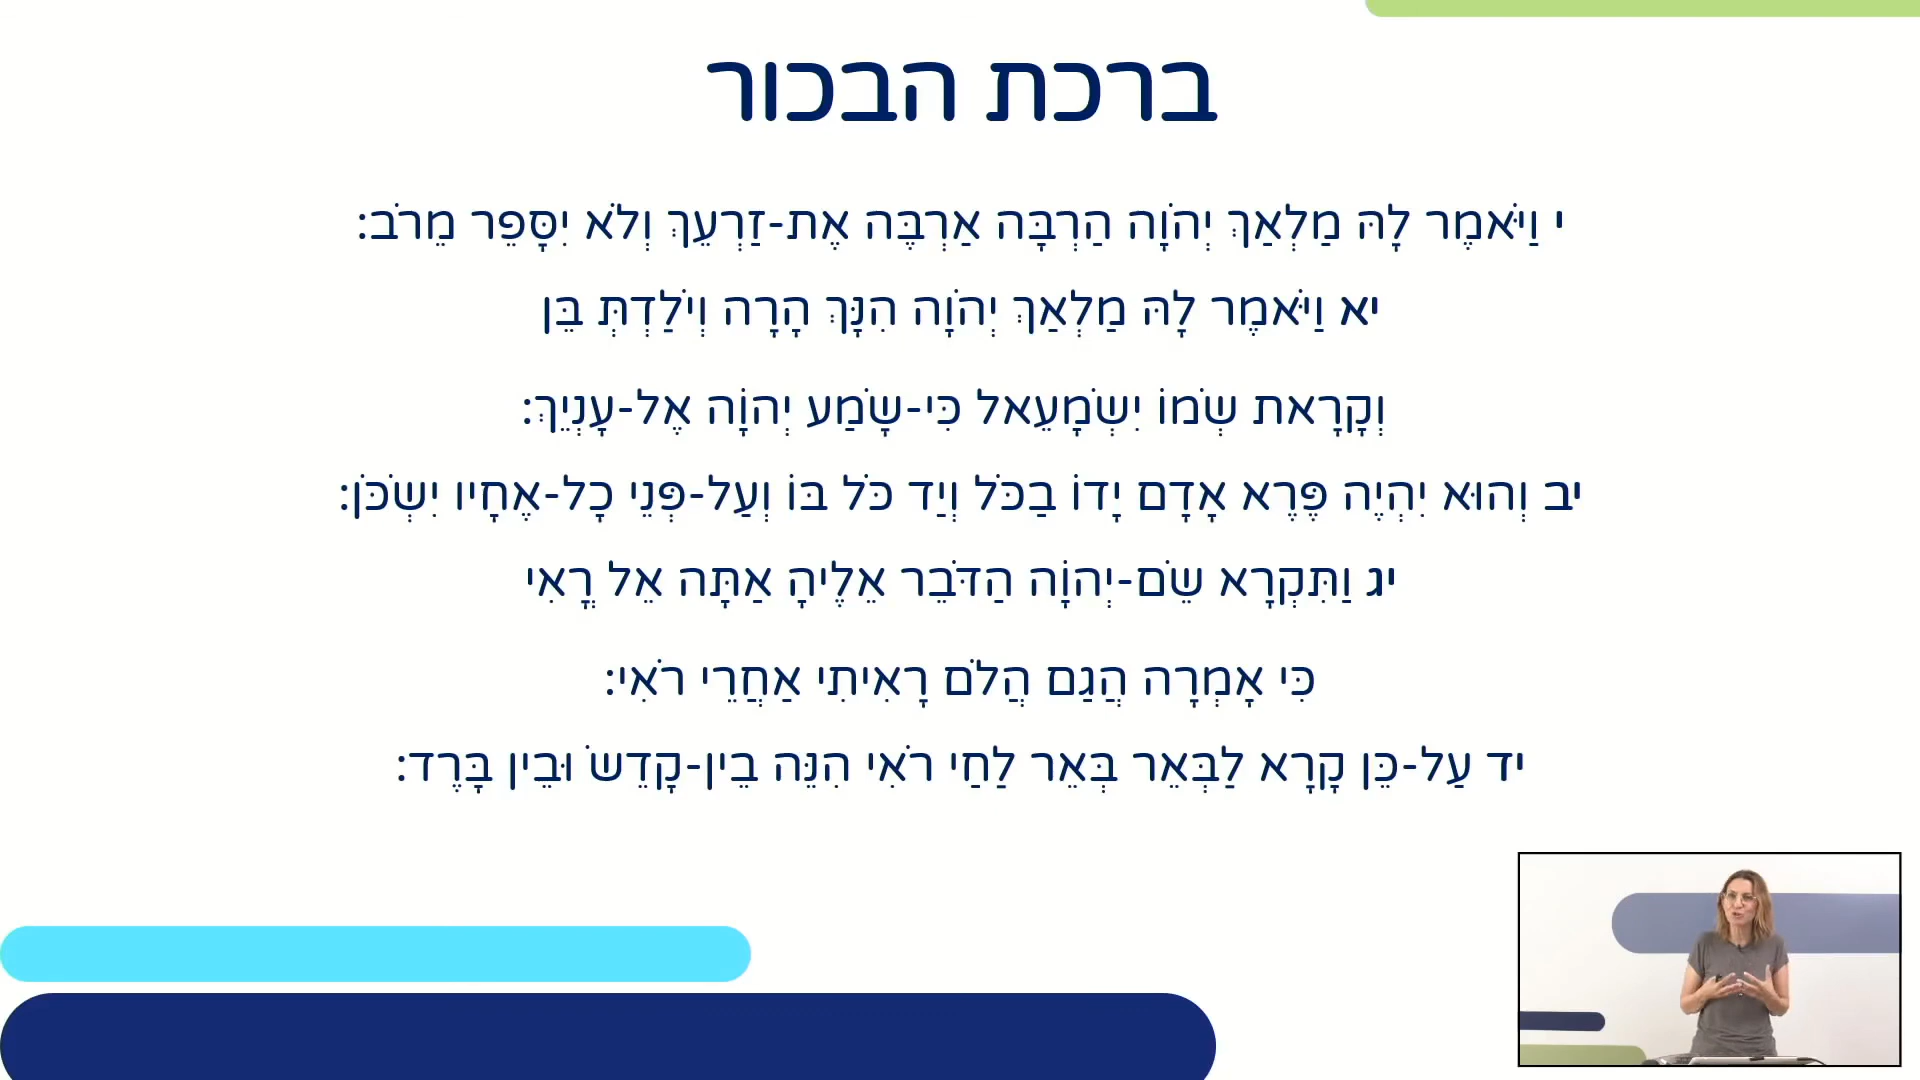 ברכת הבכור
י וַיֹּאמֶר לָהּ מַלְאַךְ יְהוָֹה הַרְבָּה אַרְבֶּה אֶת-זַרְעֵךְ וְלֹא יִסָּפֵר מֵרֹב:
יא וַיֹּאמֶר לָהּ מַלְאַךְ יְהוָֹה הִנָּךְ הָרָה וְיֹלַדְתְּ בֵּן
וְקָרָאת שְׂמוֹ יִשְׂמָעֵאל כִּי-שָׂמַע יְהוָֹה אֶל-עָנְיֵךְ:
יב וְהוּא יִהְיֶה פֶּרֶא אָדָם יָדוֹ בַכֹּל וְיַד כֹּל בּוֹ וְעַל-פְּנֵי כָל-אֶחָיו יִשְׂכֹּן:
יג וַתִּקְרָא שֵׂם-יְהוָֹה הַדֹּבֵר אֵלֶיהָ אַתָּה אֵל רֳאִי
כִּי אָמְרָה הֲגַם הֲלֹם רָאִיתִי אַחֲרֵי רֹאִי:
יד עַל-כֵּן קָרָא לַבְּאֵר בְּאֵר לַחַי רֹאִי הִנֵּה בֵין-קָדֵשׂ וּבֵין בָּרֶד: